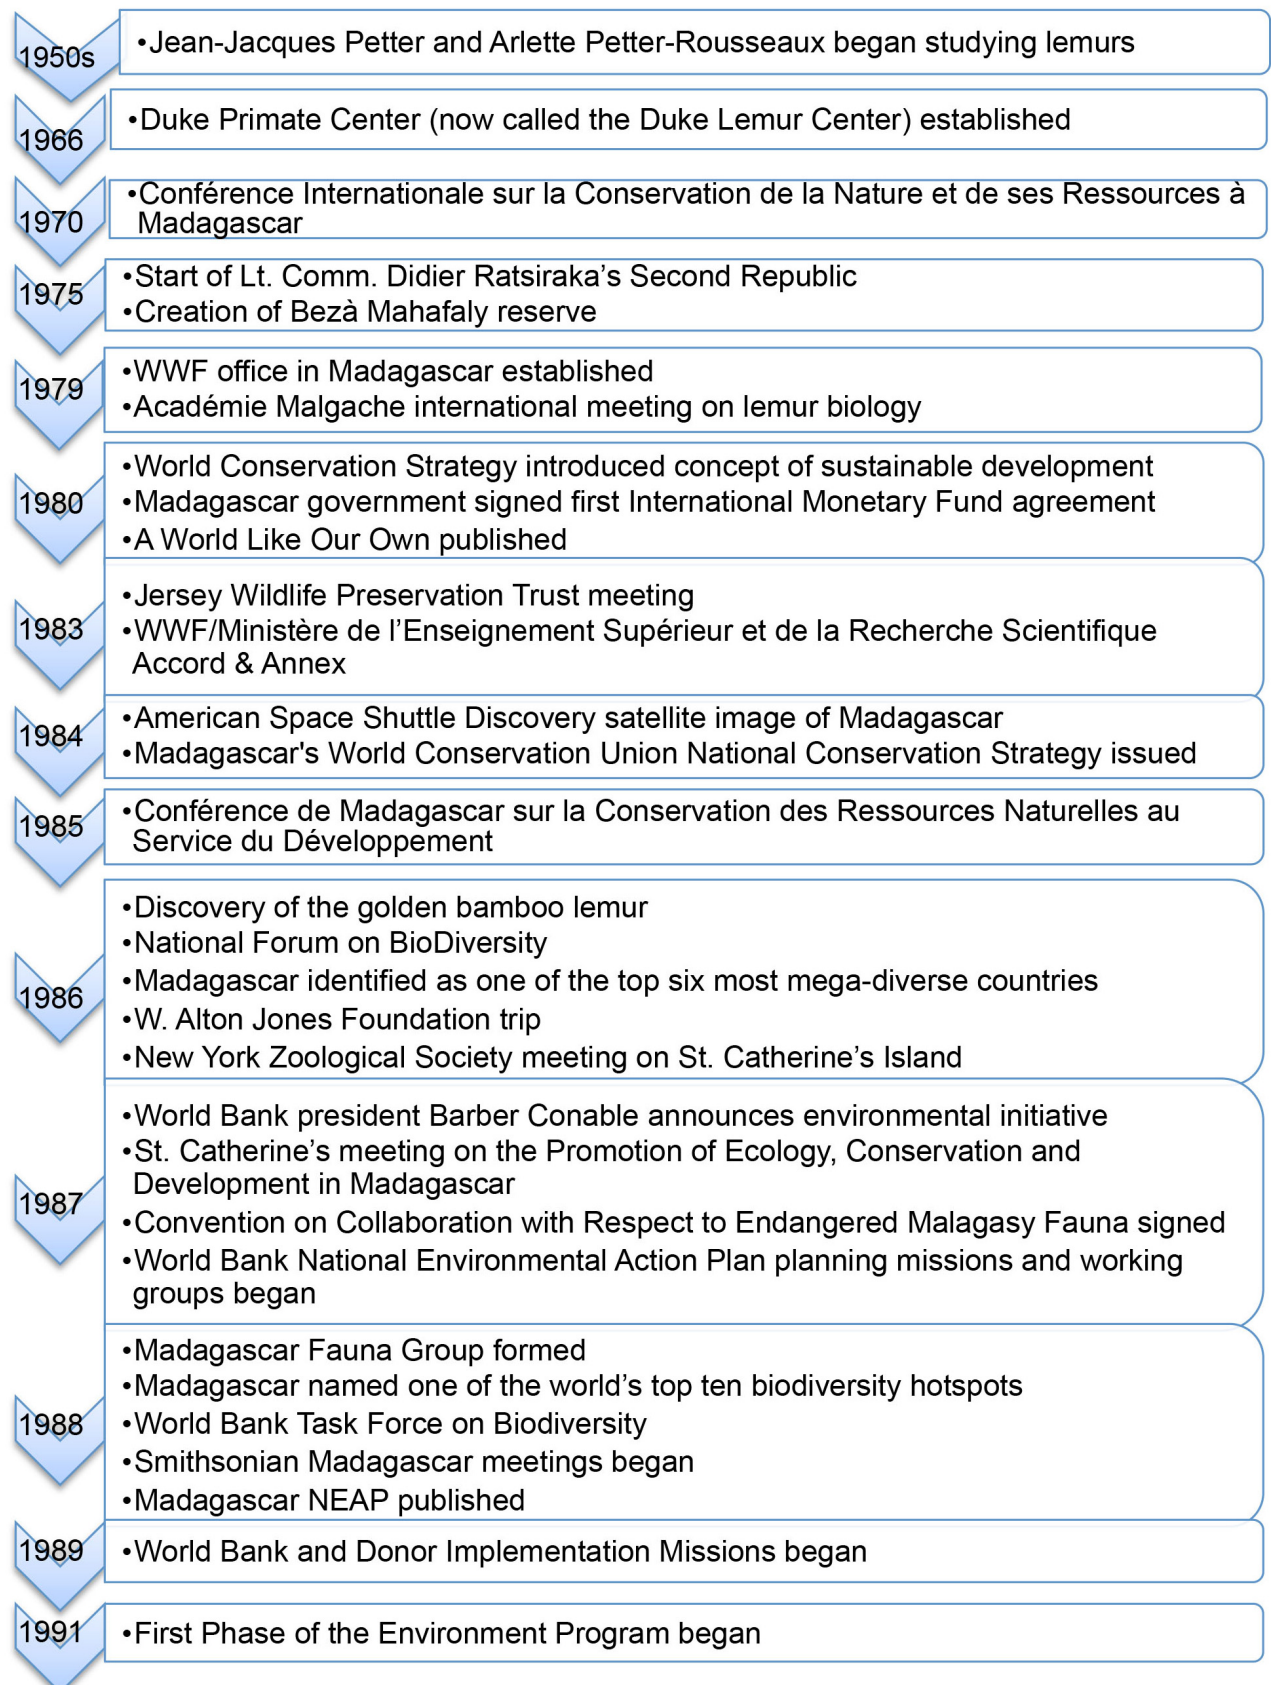 1950s
•Jean-Jacques Petter and Arlette Petter-Rousseaux began studying lemurs
1966
•Duke Primate Center (now called the Duke Lemur Center) established
1970
•Conférence Internationale sur la Conservation de la Nature et de ses Ressources à
Madagascar
1975
•Start of Lt. Comm. Didier Ratsiraka’s Second Republic
•Creation of Bezà Mahafaly reserve
1979
•WWF office in Madagascar established
•Académie Malgache international meeting on lemur biology
1980
•World Conservation Strategy introduced concept of sustainable development
•Madagascar government signed first International Monetary Fund agreement
•A World Like Our Own published
1983
•Jersey Wildlife Preservation Trust meeting
•WWF/Ministère de l’Enseignement Supérieur et de la Recherche Scientifique
Accord & Annex
1984
•American Space Shuttle Discovery satellite image of Madagascar
•Madagascar's World Conservation Union National Conservation Strategy issued
1985
•Conférence de Madagascar sur la Conservation des Ressources Naturelles au
Service du Développement
1986
•Discovery of the golden bamboo lemur
•National Forum on BioDiversity
•Madagascar identified as one of the top six most mega-diverse countries
•W. Alton Jones Foundation trip
•New York Zoological Society meeting on St. Catherine’s Island
1987
•World Bank president Barber Conable announces environmental initiative
•St. Catherine’s meeting on the Promotion of Ecology, Conservation and
Development in Madagascar
•Convention on Collaboration with Respect to Endangered Malagasy Fauna signed
•World Bank National Environmental Action Plan planning missions and working
groups began
1988
•Madagascar Fauna Group formed
•Madagascar named one of the world’s top ten biodiversity hotspots
•World Bank Task Force on Biodiversity
•Smithsonian Madagascar meetings began
•Madagascar NEAP published
1989
•World Bank and Donor Implementation Missions began
1991
•First Phase of the Environment Program began